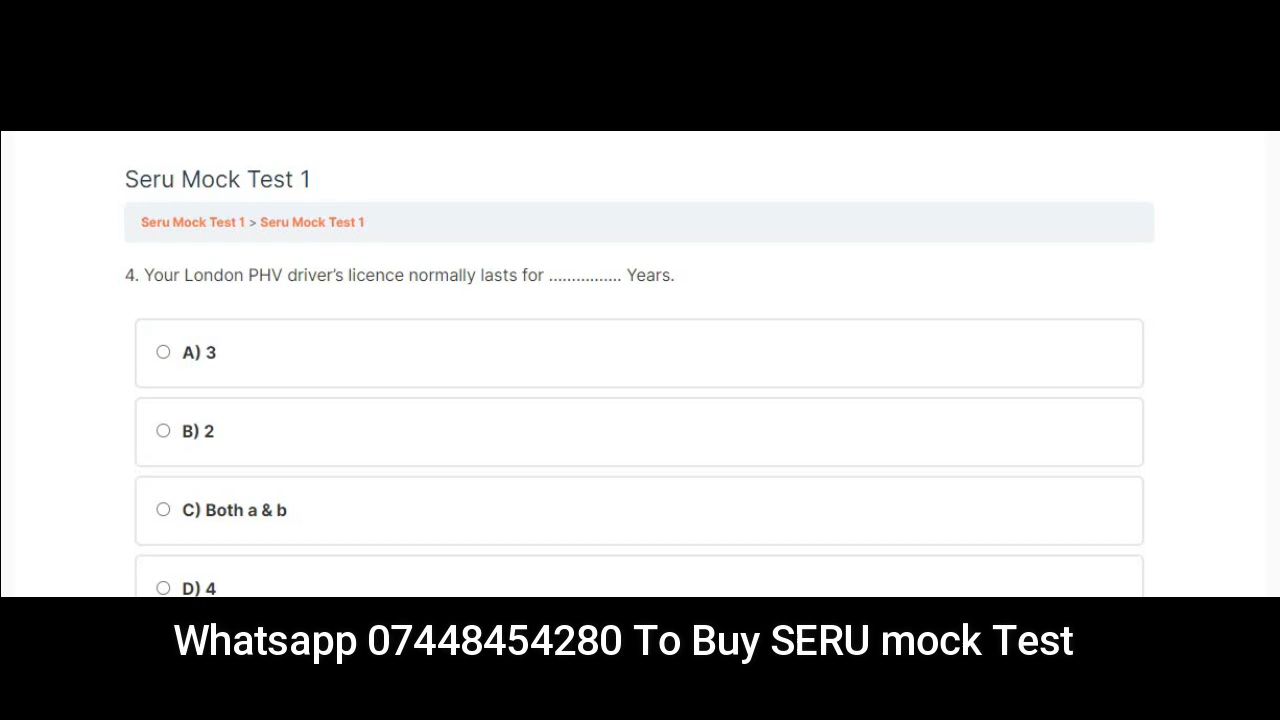 Seru Mock Test 1
Seru Mock Test 1 > Seru Mock Test 1
4. Your London PHV driver's licence normally lasts for ................ Years.
A) 3
B) 2
C) Both a & b
D) 4
Whatsapp 07448454280 To Buy SERU mock Test